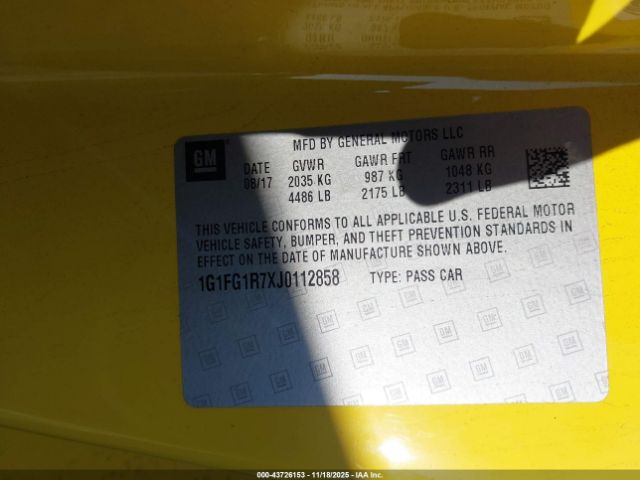 MFD BY GENERAL MOTORS LLC
GM
DATE GVWR GAWR FRT GAWR RR
08/17 2035 KG 987 KG 1048 KG
4486 LB 2175 LB 2311 LB
THIS VEHICLE CONFORMS TO ALL APPLICABLE U.S. FEDERAL MOTOR
VEHICLE SAFETY, BUMPER, AND THEFT PREVENTION STANDARDS IN
EFFECT ON THE DATE OF MANUFACTURE SHOWN ABOVE.
1G1FG1R7XJ0112858 TYPE: PASS CAR
000-43726153 - 11/18/2025 - IAA Inc.